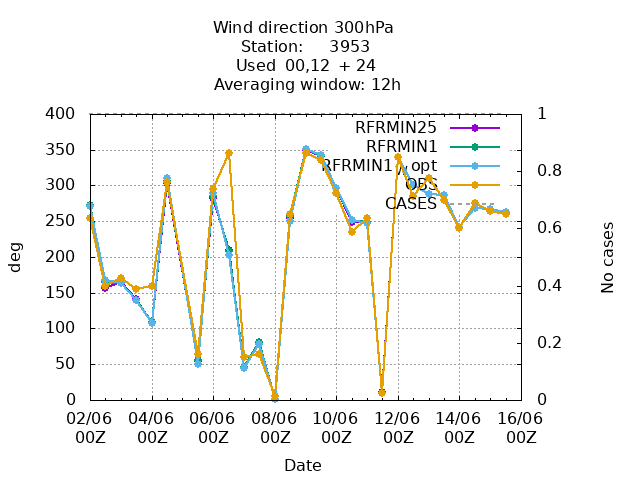 Wind direction 300hPa
Station: 3953
Used 00,12 + 24
Averaging window: 12h
400 1
RFRMIN25
350 RFRMIN1
RFRMIN1_opt 0.8
300 OBS
CASES
250 0.6
deg 200 No cases
150 0.4
100 0.2
50
0 0
02/06 04/06 06/06 08/06 10/06 12/06 14/06 16/06
00Z 00Z 00Z 00Z 00Z 00Z 00Z 00Z
Date